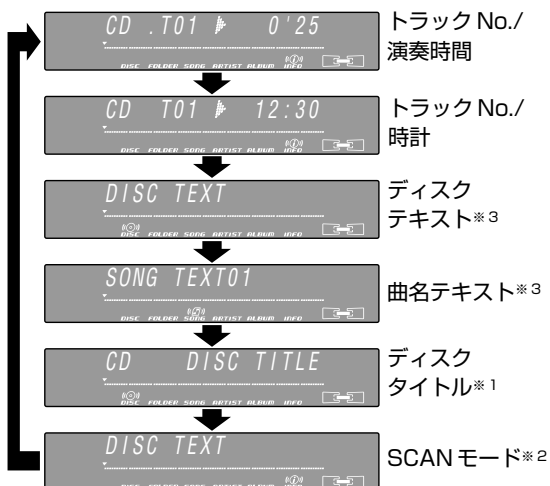 CD .T01 0'25
DISC FOLDER SONG ARTIST ALBUM INFO
トラック No./
演奏時間
CD T01 12:30
DISC FOLDER SONG ARTIST ALBUM INFO
トラック No./
時計
DISC TEXT
DISC FOLDER SONG ARTIST ALBUM INFO
ディスク
テキスト※3
SONG TEXT01
DISC FOLDER SONG ARTIST ALBUM INFO
曲名テキスト※3
CD DISC TITLE
DISC FOLDER SONG ARTIST ALBUM INFO
ディスク
タイトル※1
DISC TEXT
DISC FOLDER SONG ARTIST ALBUM INFO
SCANモード※2